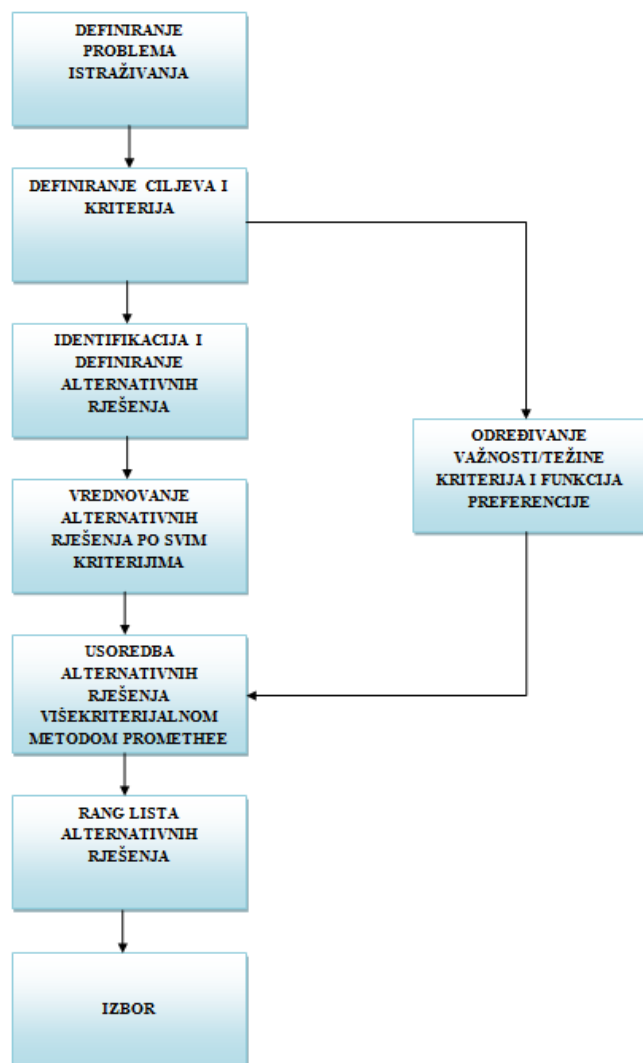 DEFINIRANJE
PROBLEMA
ISTRAŽIVANJA
DEFINIRANJE CILJEVA I
KRITERIJA
IDENTIFIKACIJA I
DEFINIRANJE
ALTERNATIVNIH
RJEŠENJA
ODREĐIVANJE
VAŽNOSTI/TEŽINE
KRITERIJA I FUNKCIJA
PREFERENCIJE
VREDNOVANJE
ALTERNATIVNIH
RJEŠENJA PO SVIM
KRITERIJIMA
USOREDBA
ALTERNATIVNIH
RJEŠENJA
VIŠEKRITERIJALNOM
METODOM PROMETHEE
RANG LISTA
ALTERNATIVNIH
RJEŠENJA
IZBOR